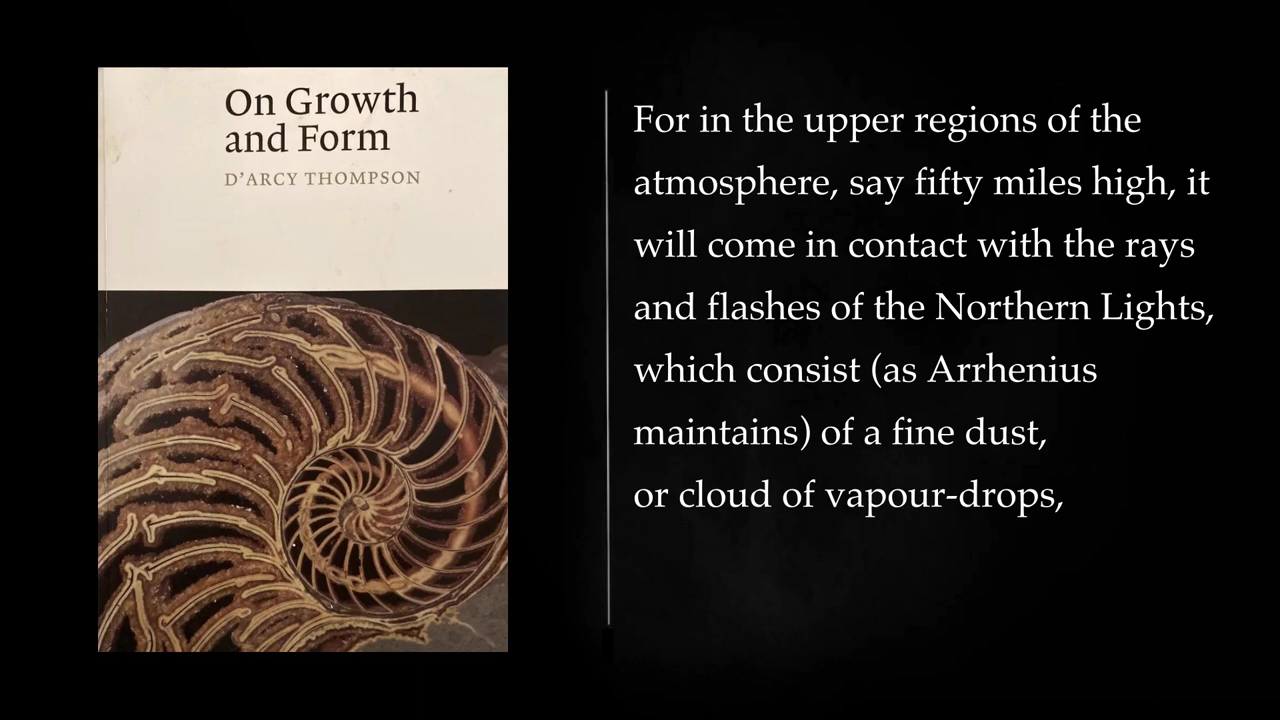 On Growth
and Form
D'ARCY THOMPSON
For in the upper regions of the
atmosphere, say fifty miles high, it
will come in contact with the rays
and flashes of the Northern Lights,
which consist (as Arrhenius
maintains) of a fine dust,
or cloud of vapour-drops,